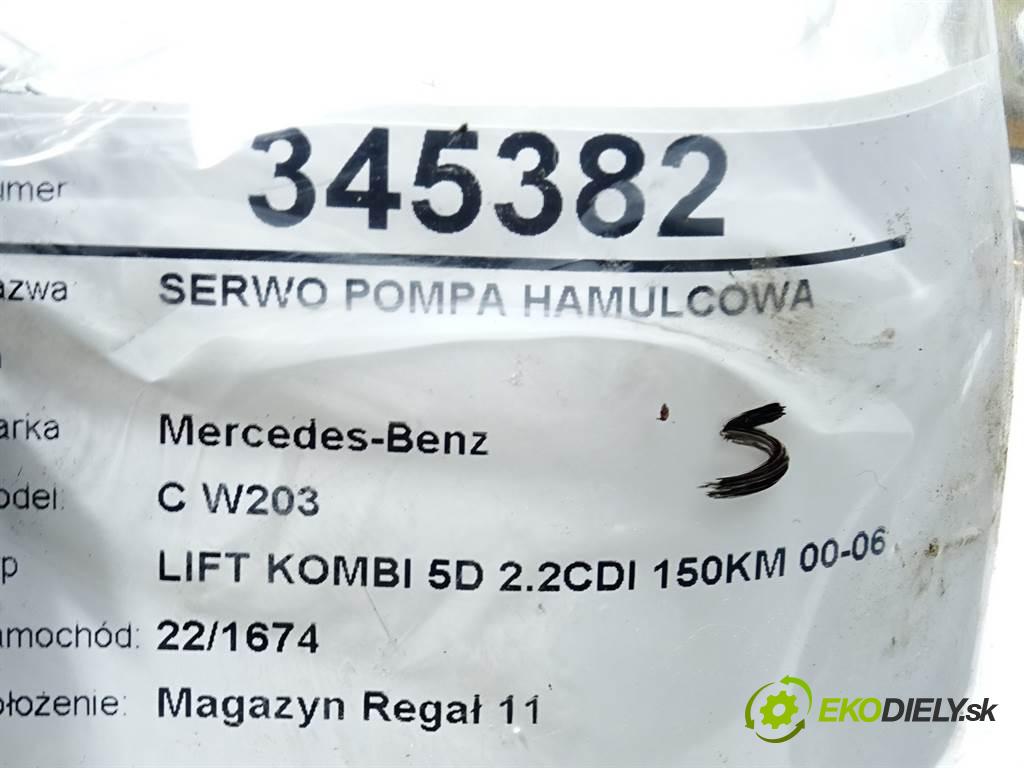 umer 345382
azwa SERWO POMPA HAMULCOWA
arka Mercedes-Benz
S
odel: C W203
p LIFT KOMBI 5D 2.2CDI 150KM 00-06
amochód: 22/1674
ołożenie: Magazyn Regał 11
EKODIELY.sk